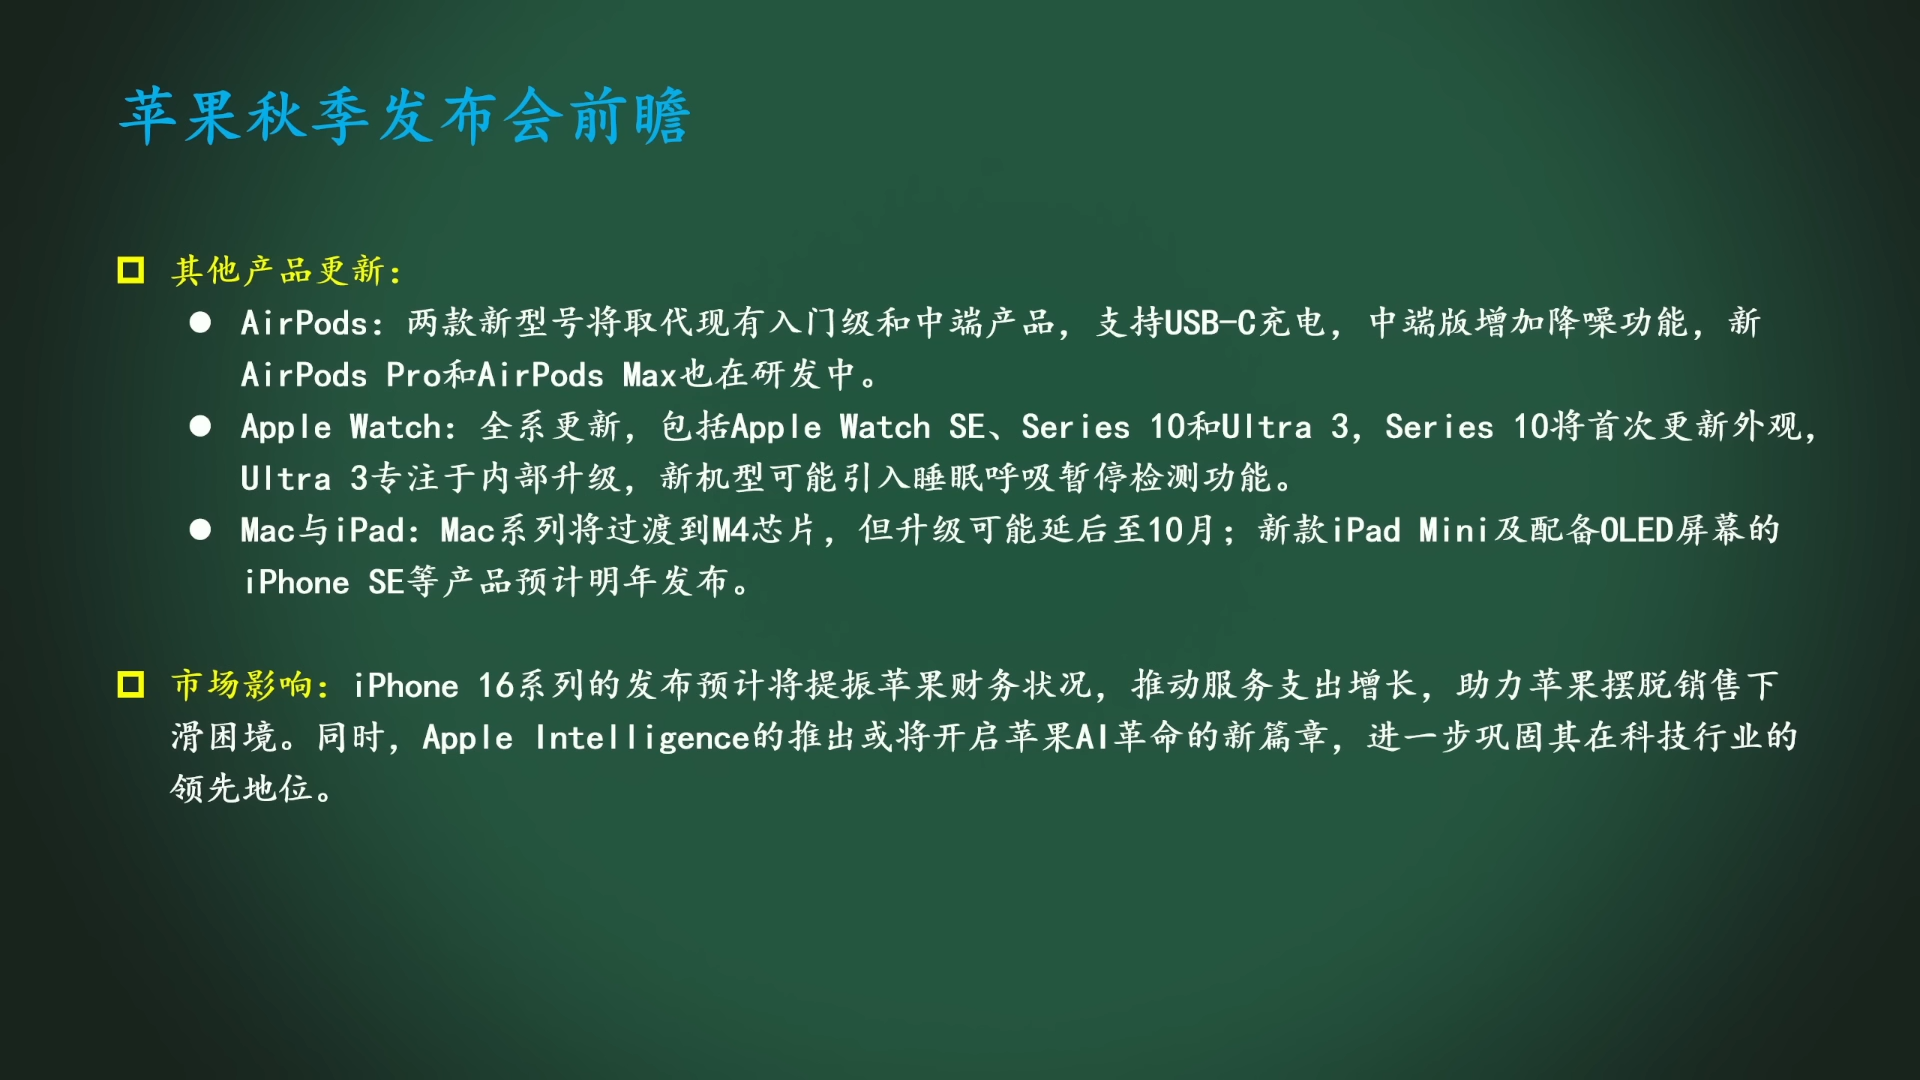 苹果秋季发布会前瞻
其他产品更新：
AirPods：两款新型号将取代现有入门级和中端产品，支持USB-C充电，中端版增加降噪功能，新
AirPods Pro和AirPods Max也在研发中。
Apple Watch：全系更新，包括Apple Watch SE、Series 10和Ultra 3，Series 10将首次更新外观，
Ultra 3专注于内部升级，新机型可能引入睡眠呼吸暂停检测功能。
Mac与iPad：Mac系列将过渡到M4芯片，但升级可能延后至10月；新款iPad Mini及配备OLED屏幕的
iPhone SE等产品预计明年发布。
市场影响：iPhone 16系列的发布预计将提振苹果财务状况，推动服务支出增长，助力苹果摆脱销售下
滑困境。同时，Apple Intelligence的推出或将开启苹果AI革命的新篇章，进一步巩固其在科技行业的
领先地位。